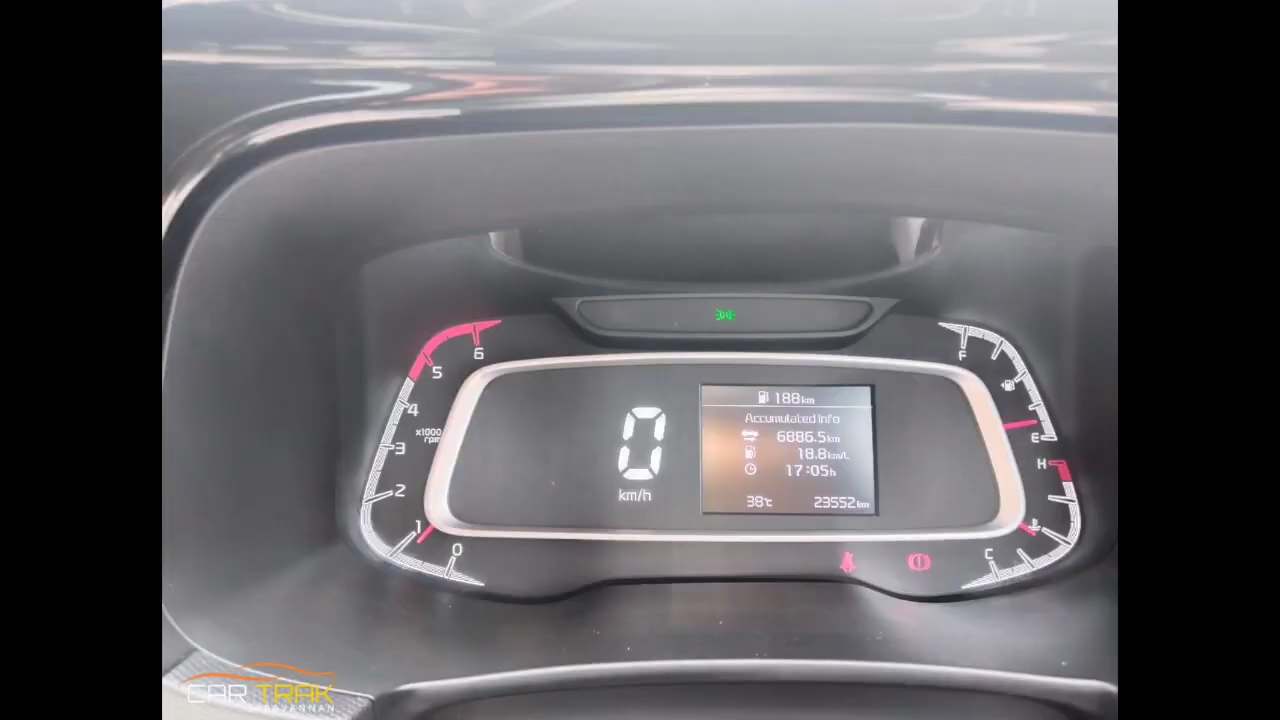 6
5
4
3
2
1
0
x1000
rpm
0
km/h
188km
Accumulated Info
6886.5km
18.8km/L
17:05h
38°C
23552km
F
E
H
C
CAR TRAK
SARAVANNAN